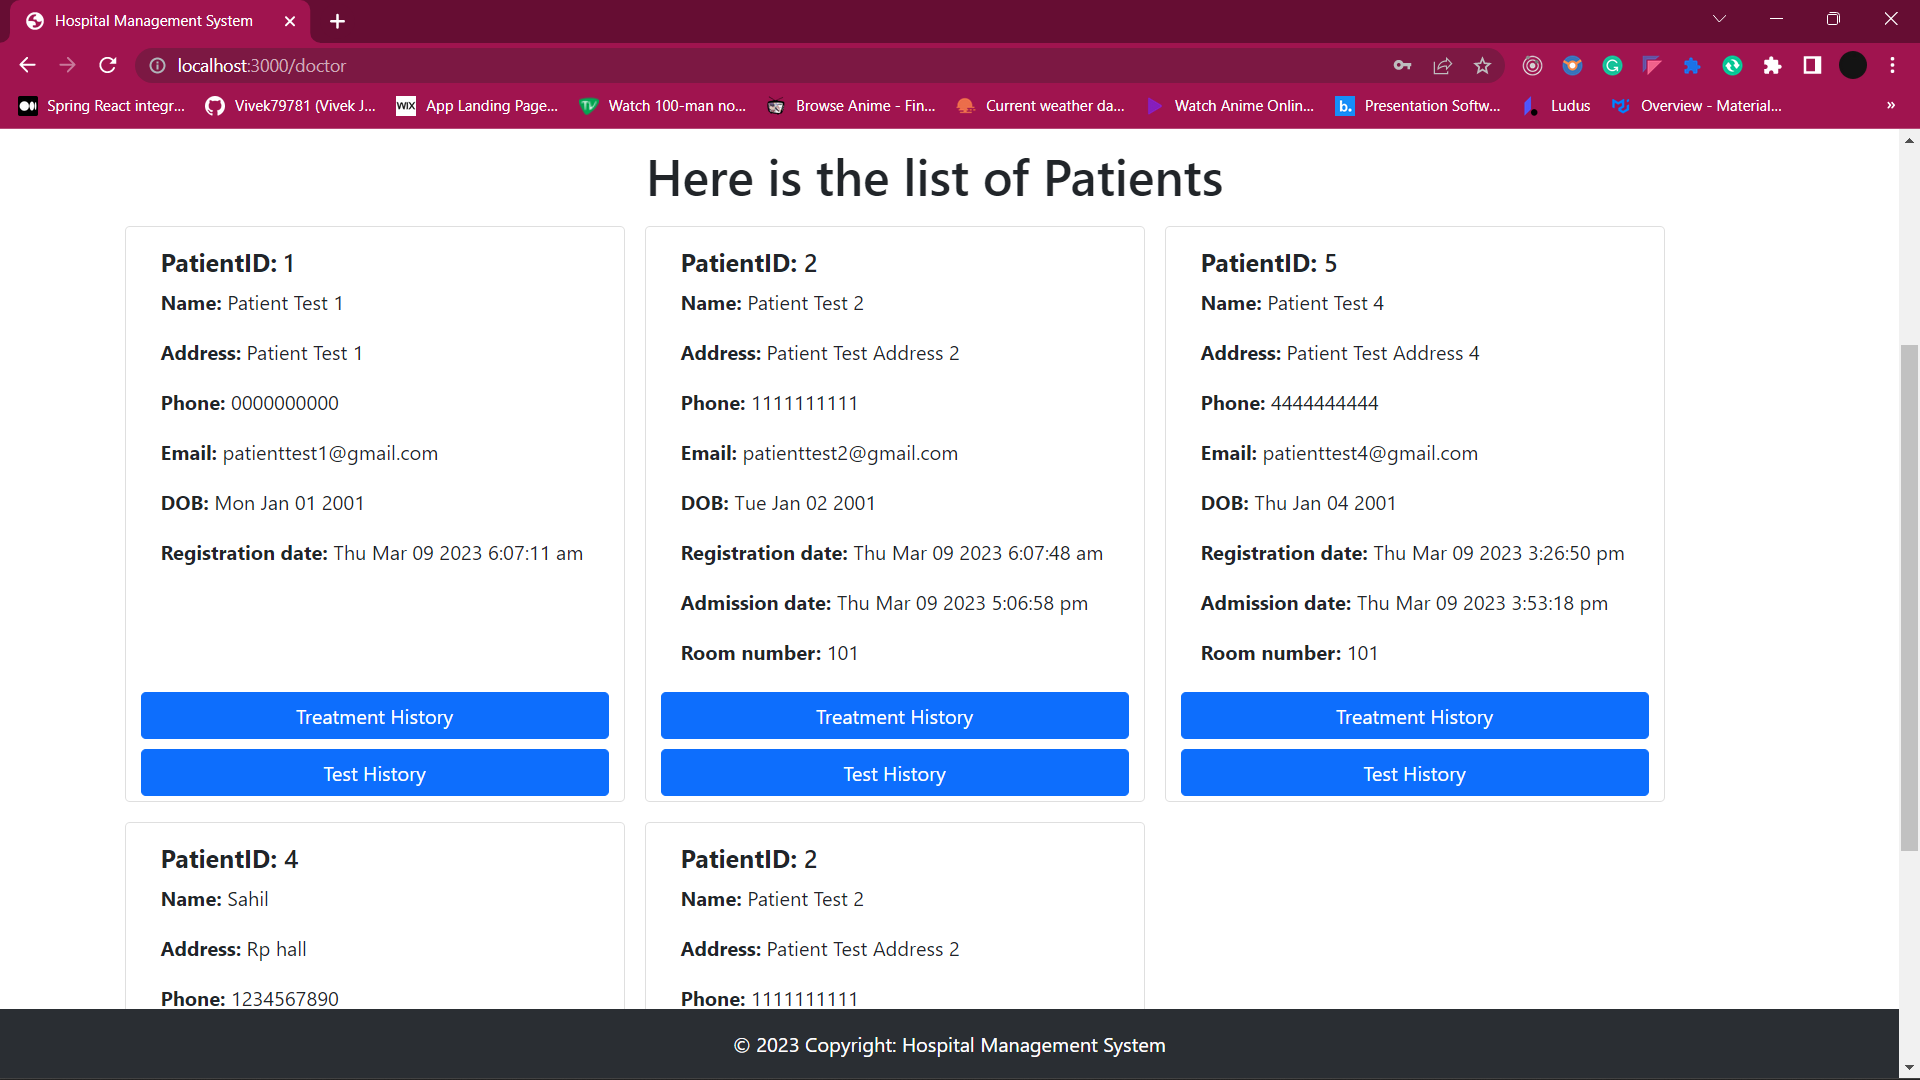 Hospital Management System
localhost:3000/doctor
Spring React integr...
Vivek79781 (Vivek J...
WIX
App Landing Page...
TV
Watch 100-man no...
Browse Anime - Fin...
Current weather da...
Watch Anime Onlin...
b.
Presentation Softw...
Ludus
Overview - Material...
»
Here is the list of Patients
PatientID: 1
Name: Patient Test 1
Address: Patient Test 1
Phone: 0000000000
Email: patienttest1@gmail.com
DOB: Mon Jan 01 2001
Registration date: Thu Mar 09 2023 6:07:11 am
Treatment History
Test History
PatientID: 2
Name: Patient Test 2
Address: Patient Test Address 2
Phone: 1111111111
Email: patienttest2@gmail.com
DOB: Tue Jan 02 2001
Registration date: Thu Mar 09 2023 6:07:48 am
Admission date: Thu Mar 09 2023 5:06:58 pm
Room number: 101
Treatment History
Test History
PatientID: 5
Name: Patient Test 4
Address: Patient Test Address 4
Phone: 4444444444
Email: patienttest4@gmail.com
DOB: Thu Jan 04 2001
Registration date: Thu Mar 09 2023 3:26:50 pm
Admission date: Thu Mar 09 2023 3:53:18 pm
Room number: 101
Treatment History
Test History
PatientID: 4
Name: Sahil
Address: Rp hall
Phone: 1234567890
PatientID: 2
Name: Patient Test 2
Address: Patient Test Address 2
Phone: 1111111111
© 2023 Copyright: Hospital Management System